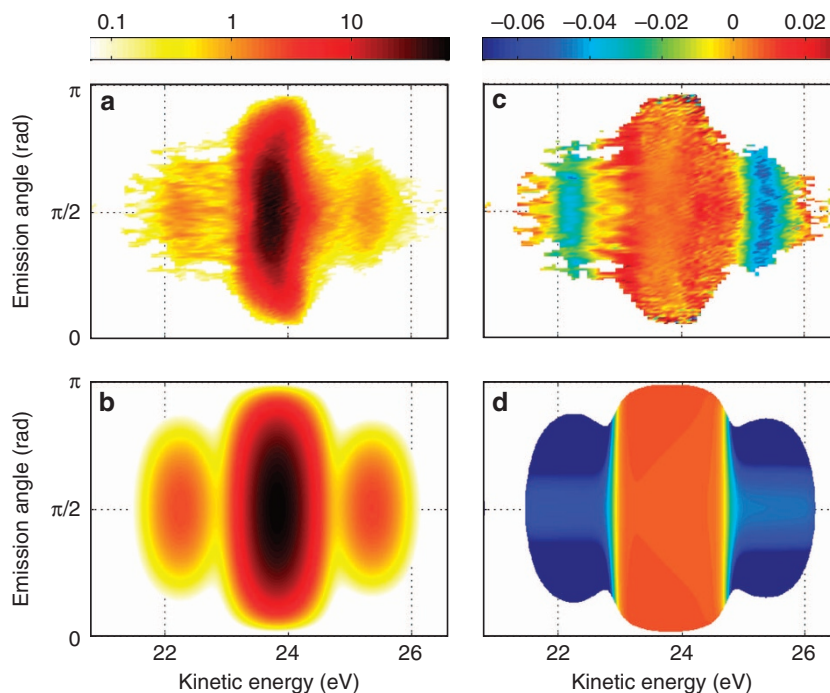 0.1 1 10
−0.06 −0.04 −0.02 0 0.02
a
c
π
π/2
0
Emission angle (rad)
b
d
π
π/2
0
Emission angle (rad)
22 24 26
22 24 26
Kinetic energy (eV)
Kinetic energy (eV)